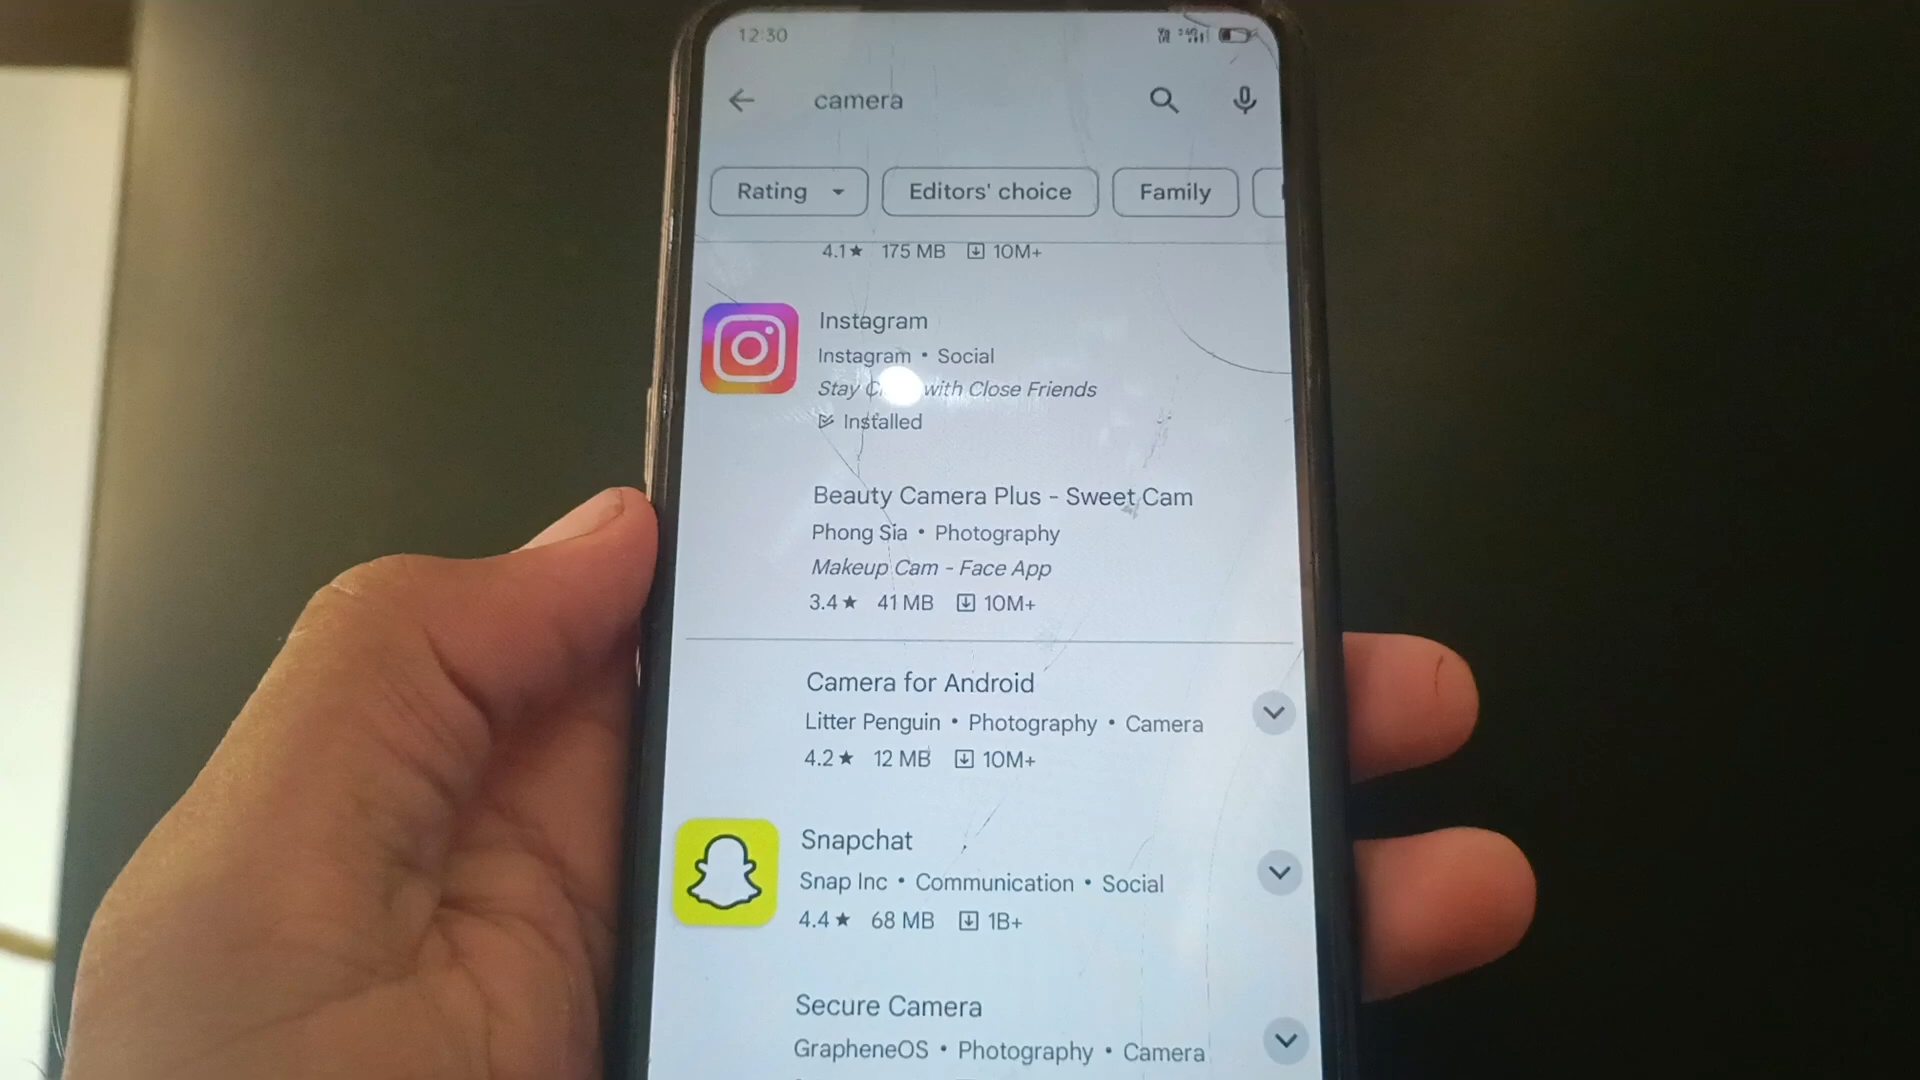 12:30
camera
Rating
Editors' choice
Family
4.1★ 175 MB 10M+
Instagram
Instagram • Social
Stay with Close Friends
Installed
Beauty Camera Plus - Sweet Cam
Phong Sia • Photography
Makeup Cam - Face App
3.4★ 41 MB 10M+
Camera for Android
Litter Penguin • Photography • Camera
4.2★ 12 MB 10M+
Snapchat
Snap Inc • Communication • Social
4.4★ 68 MB 1B+
Secure Camera
GrapheneOS • Photography • Camera